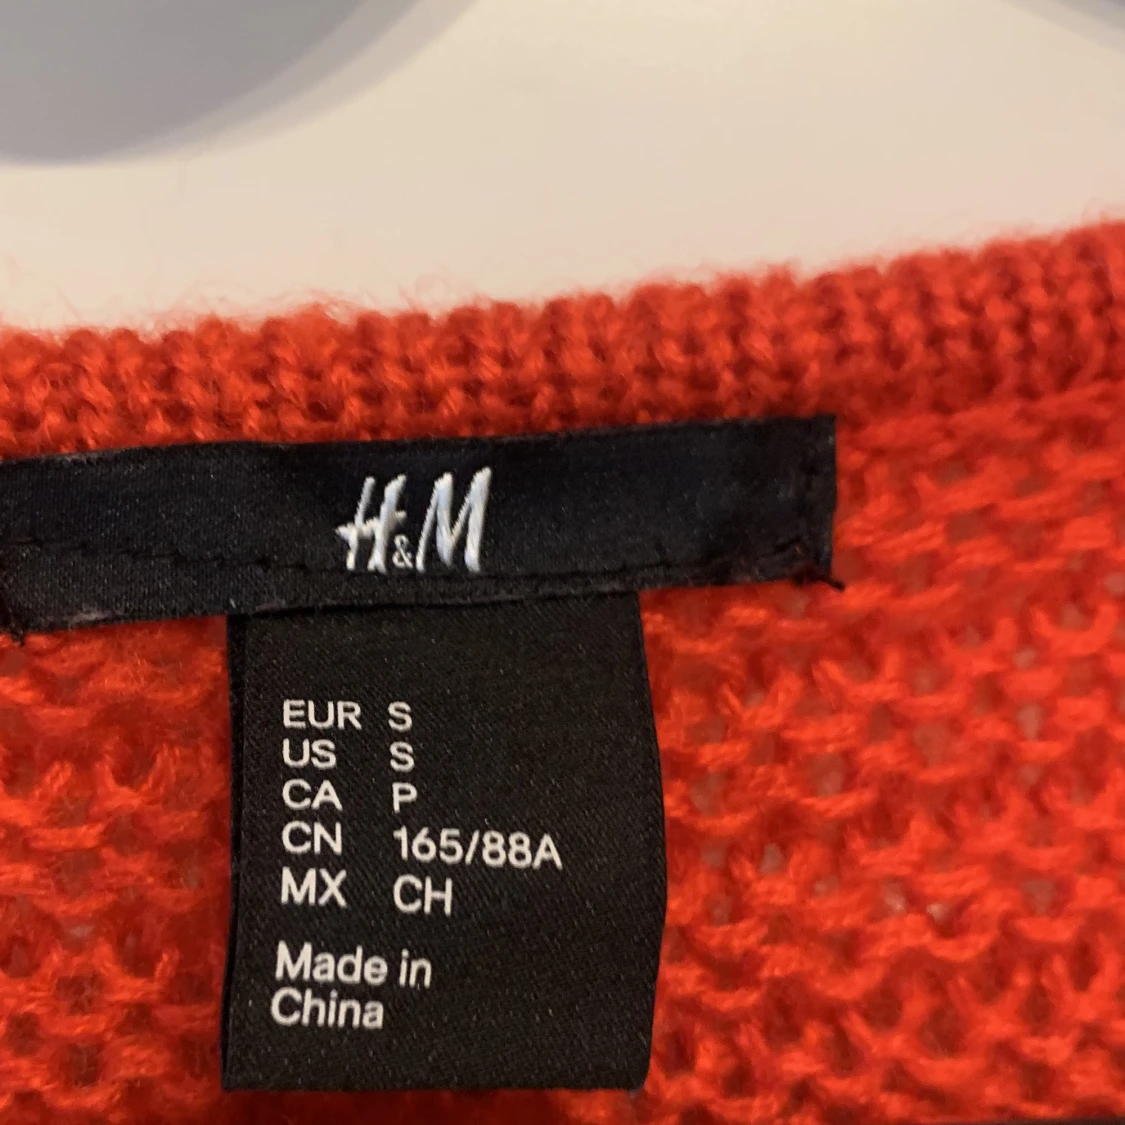 H&M
EUR S
US S
CA P
CN 165/88A
MX CH
Made in
China